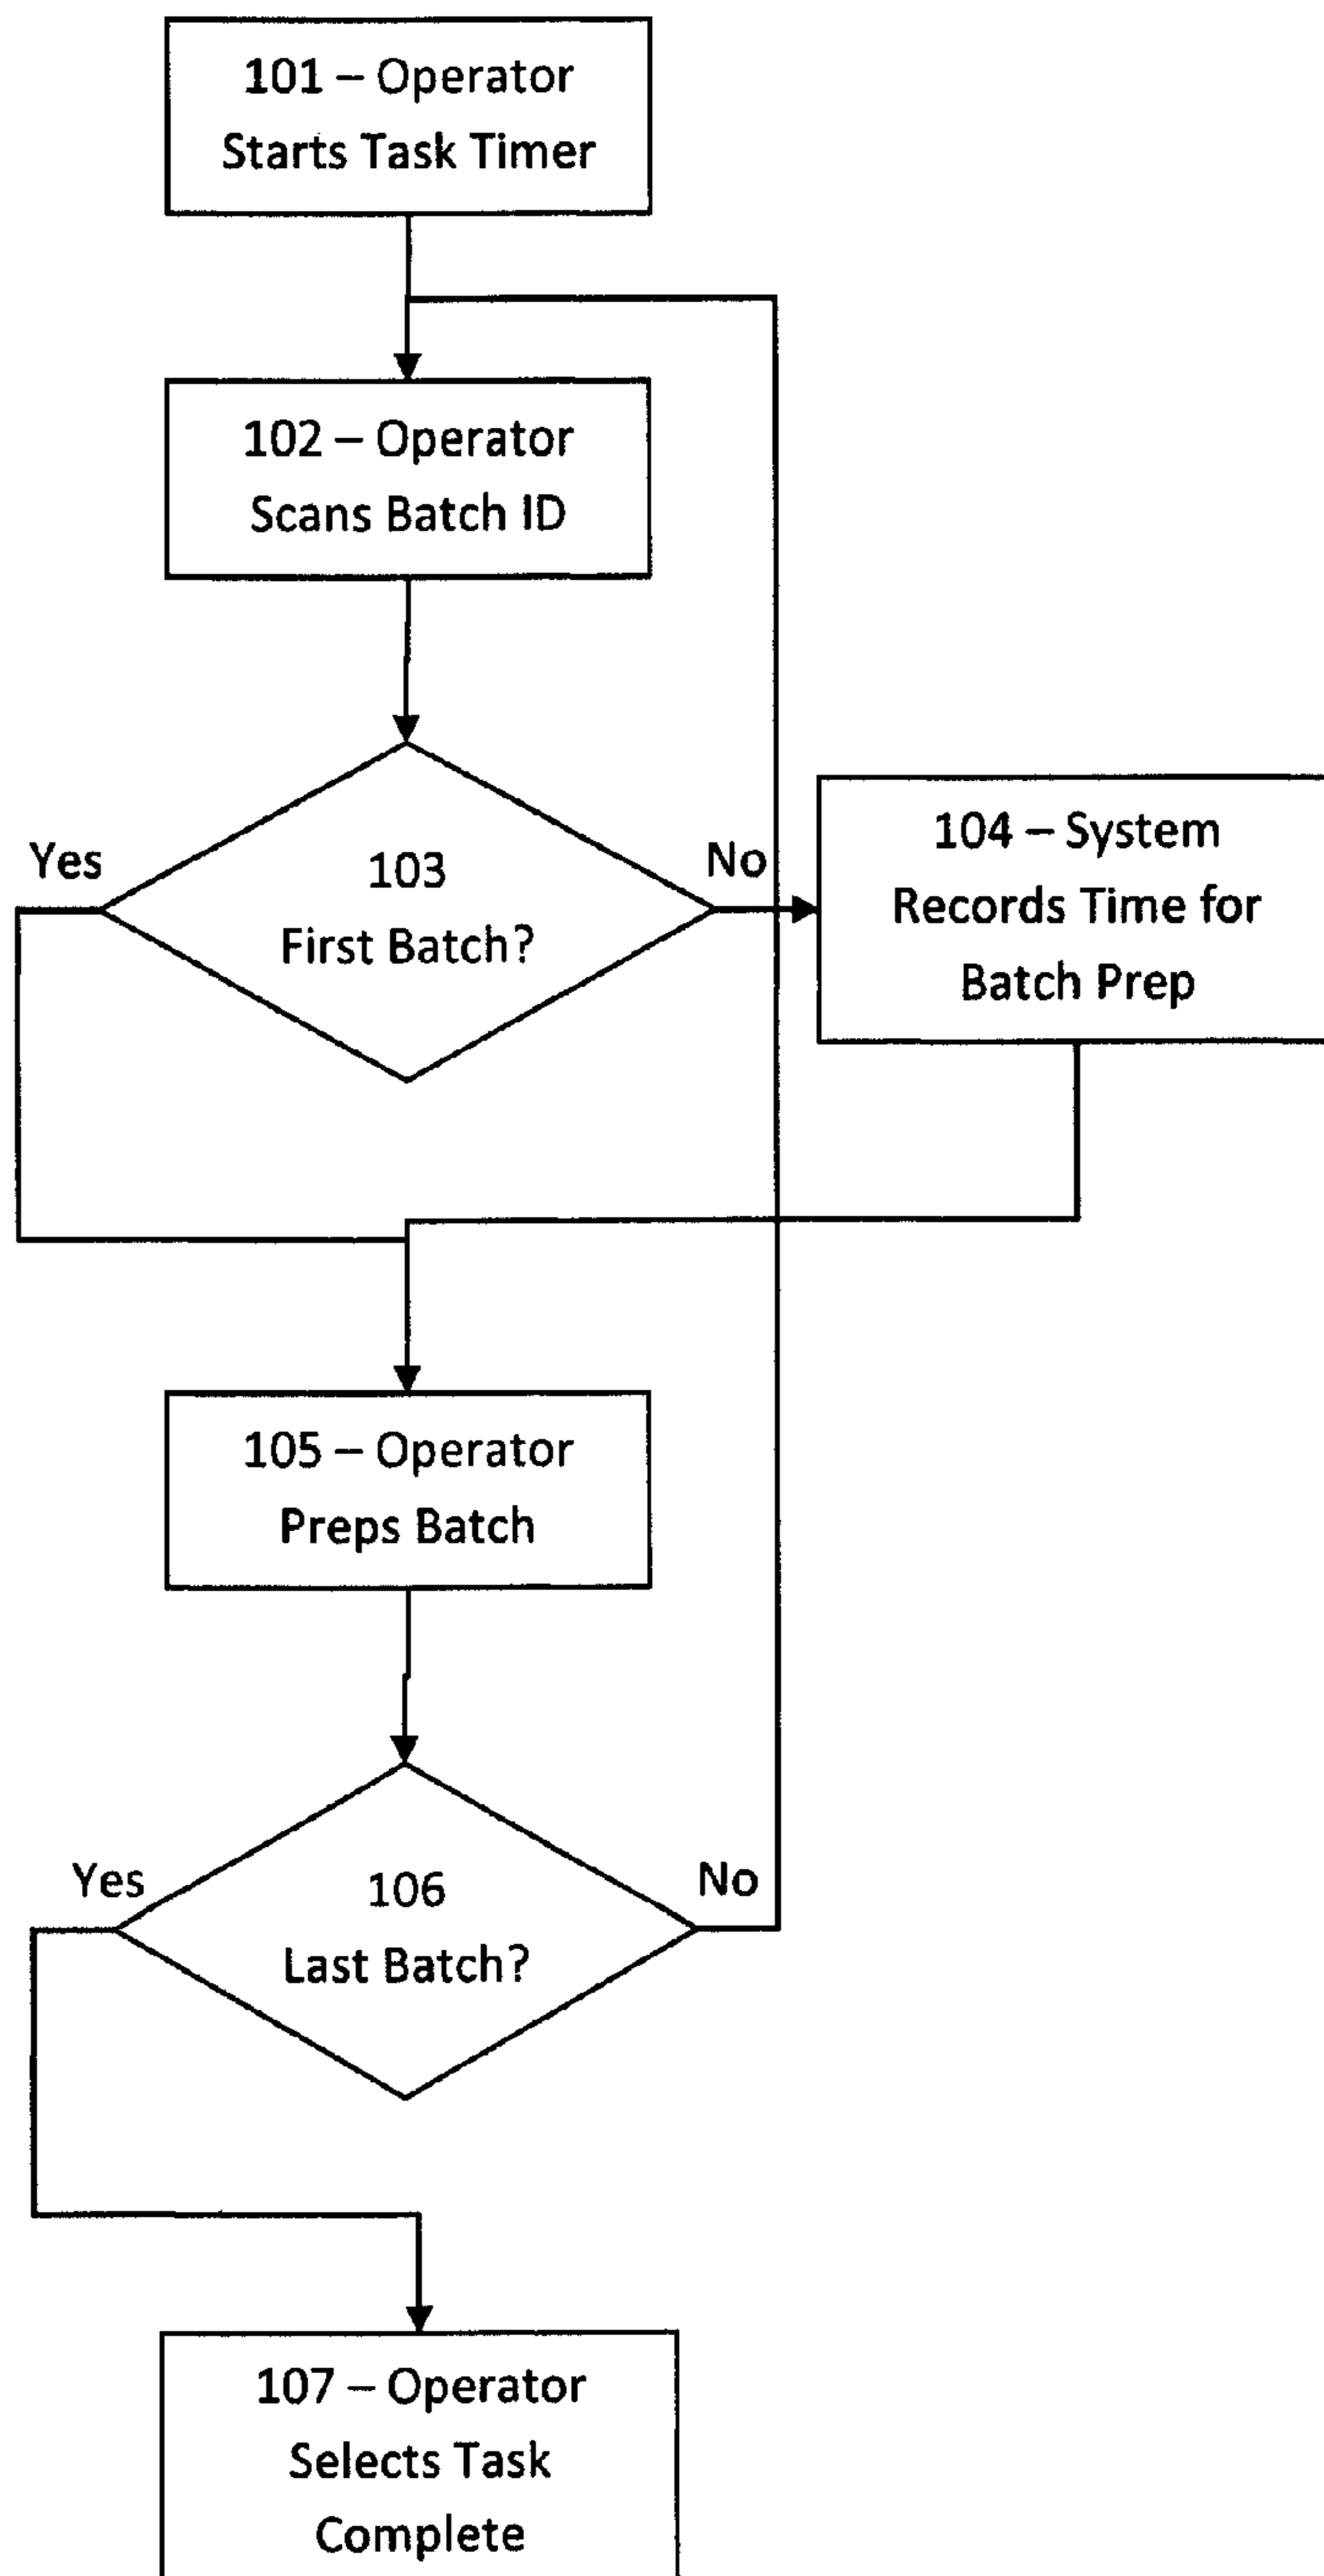 101 – Operator
Starts Task Timer
102 – Operator
Scans Batch ID
Yes
103
First Batch?
No
104 – System
Records Time for
Batch Prep
105 – Operator
Preps Batch
Yes
106
Last Batch?
No
107 – Operator
Selects Task
Complete